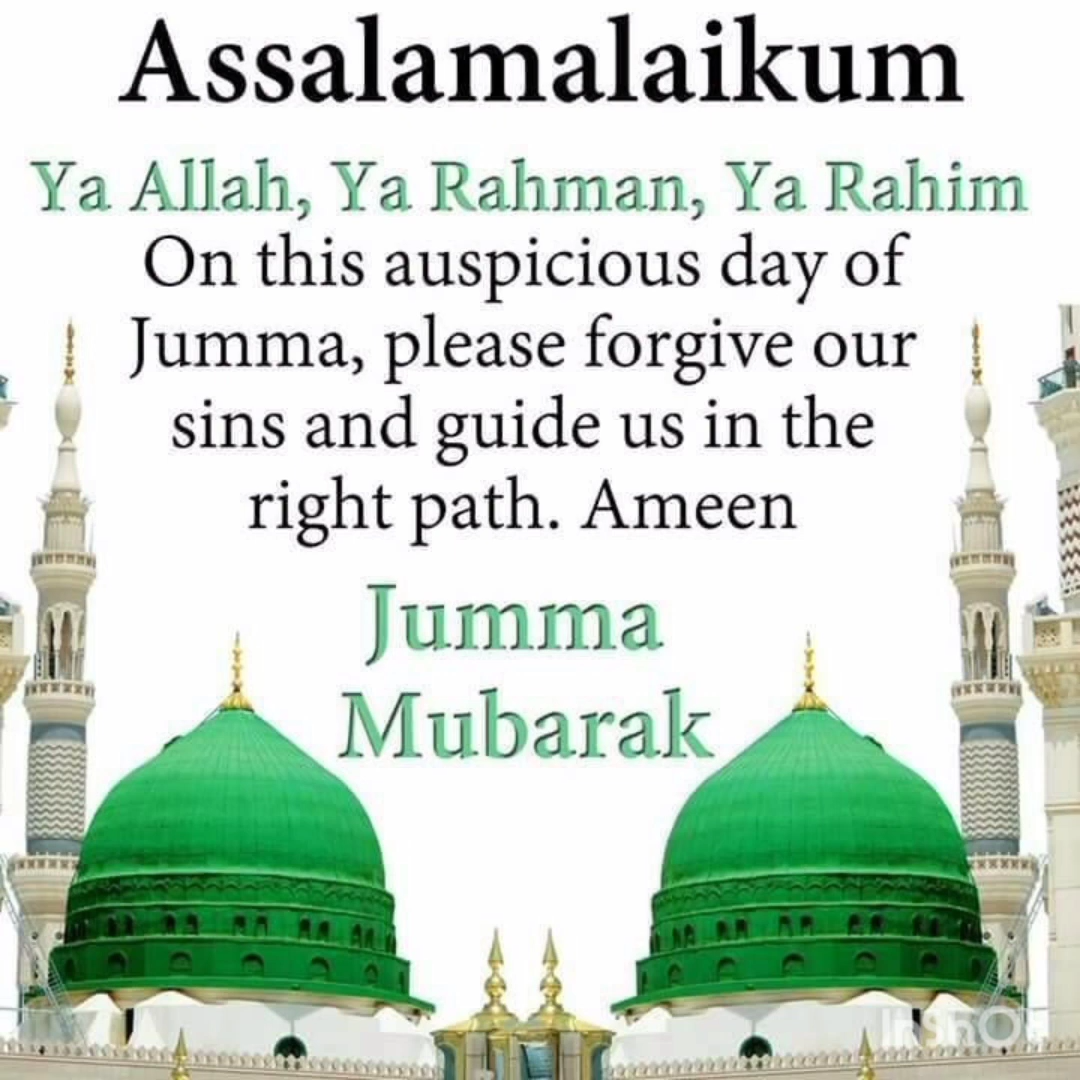 Assalamalaikum
Ya Allah, Ya Rahman, Ya Rahim
On this auspicious day of
Jumma, please forgive our
sins and guide us in the
right path. Ameen
Jumma
Mubarak
InShOt